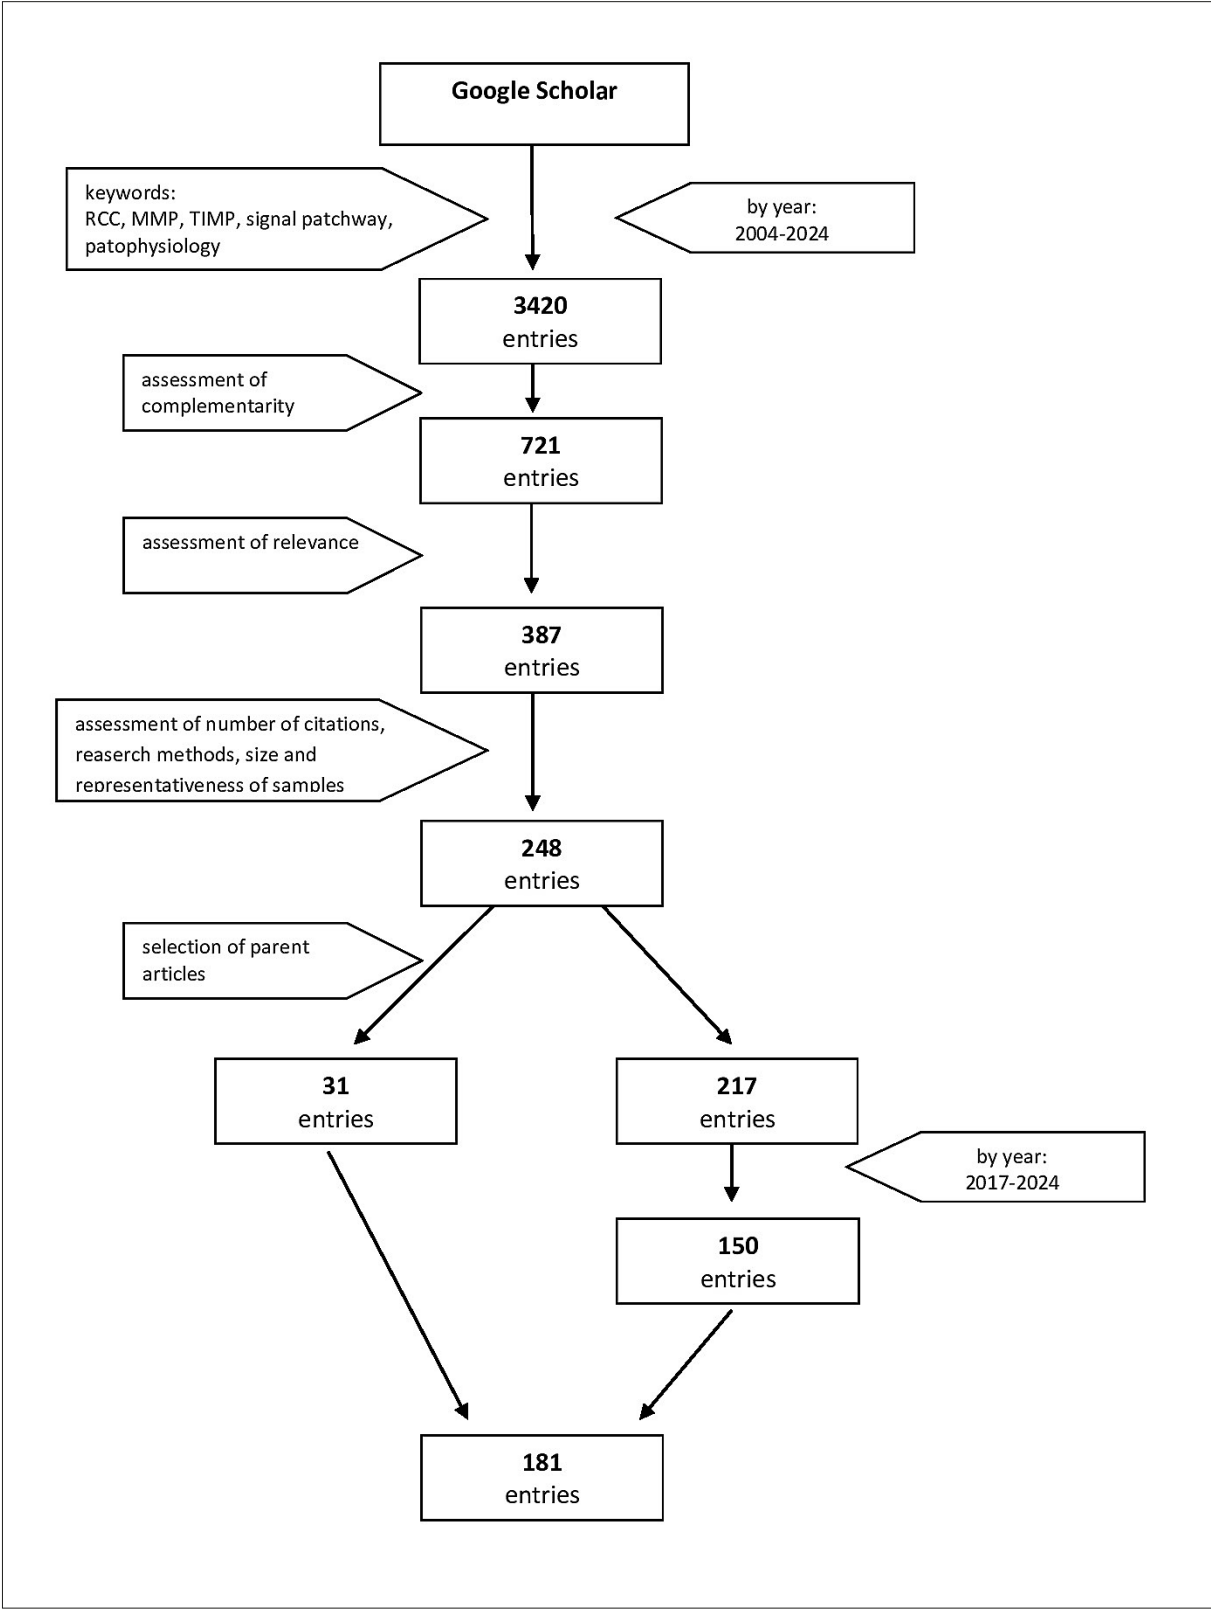 Google Scholar
keywords:
RCC, MMP, TIMP, signal patchway,
patophysiology
by year:
2004-2024
3420
entries
assessment of
complementarity
721
entries
assessment of relevance
387
entries
assessment of number of citations,
reaserch methods, size and
representativeness of samples
248
entries
selection of parent
articles
31
entries
217
entries
by year:
2017-2024
150
entries
181
entries